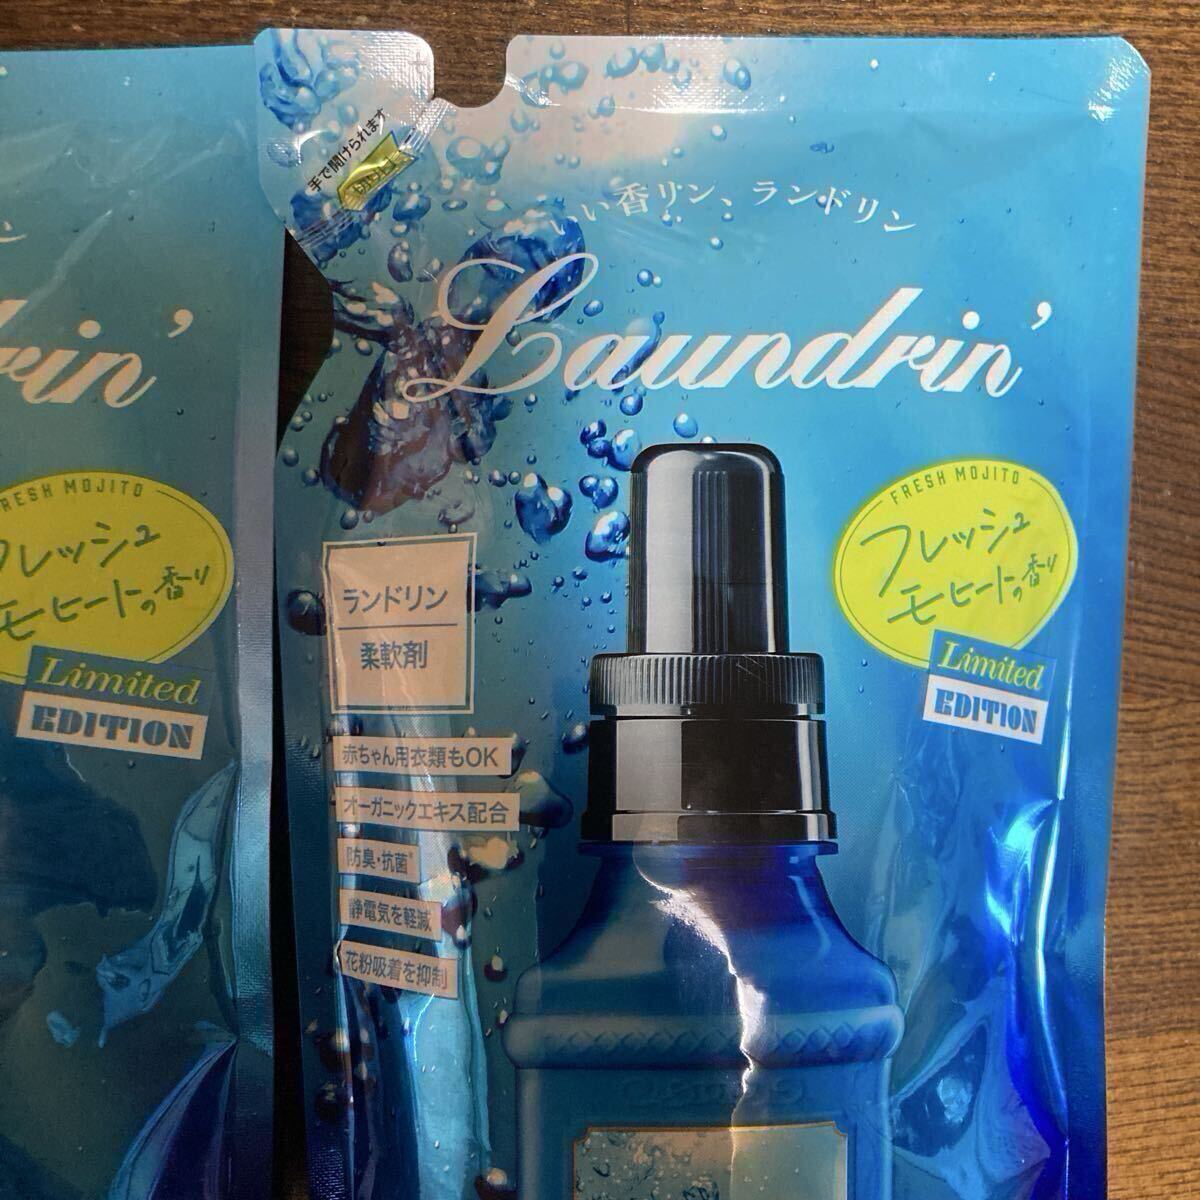 ン
rin'
FRESH MOJITO
フレッシュ
モヒートの香り
Limited
EDITION
手で開けられます
い香リン、ランドリン
Laundrin'
FRESH MOJITO
フレッシュ
モヒートの香り
Limited
EDITION
ランドリン
柔軟剤
赤ちゃん用衣類もOK
オーガニックエキス配合
防臭・抗菌*
静電気を軽減
花粉吸着を抑制